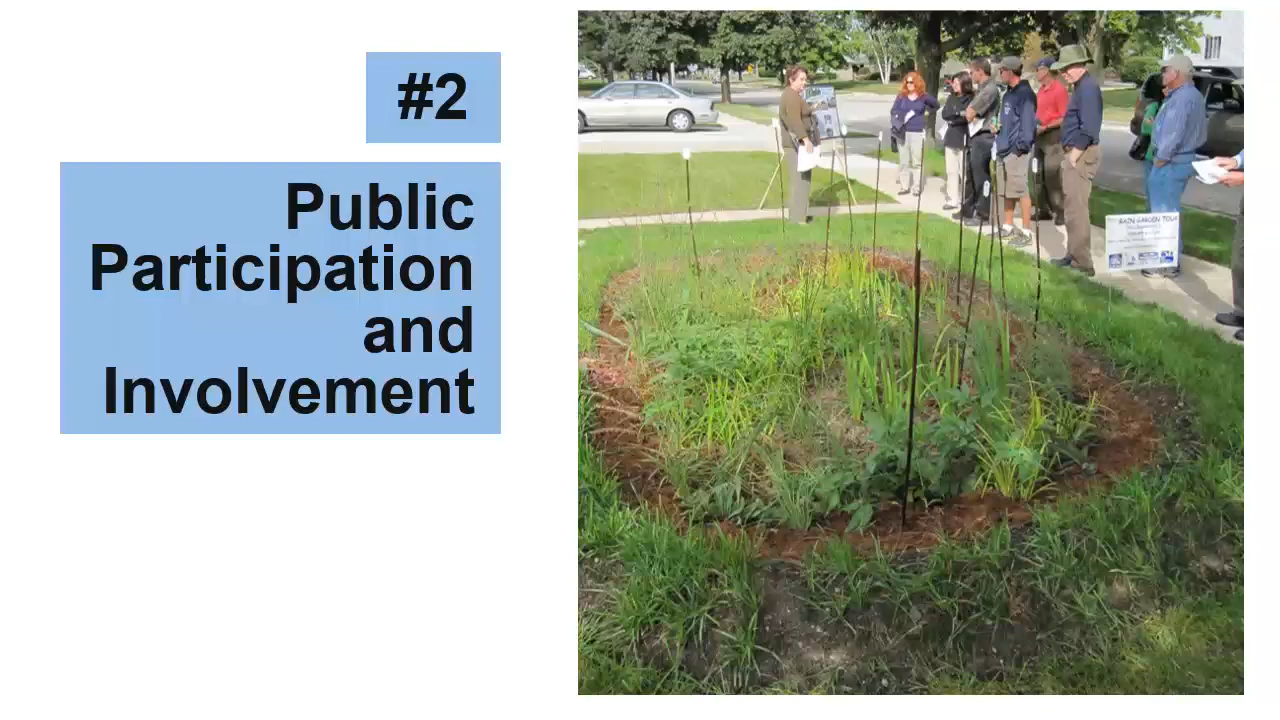 #2
Public
Participation
and
Involvement
RAIN GARDEN TOUR